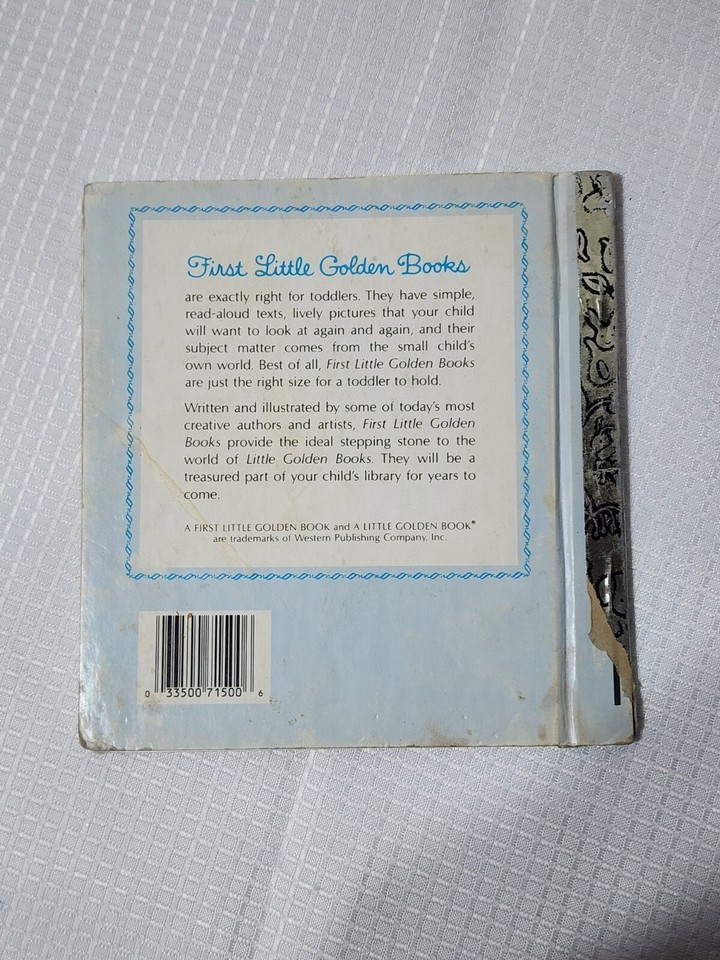 First Little Golden Books
are exactly right for toddlers. They have simple,
read-aloud texts, lively pictures that your child
will want to look at again and again, and their
subject matter comes from the small child's
own world. Best of all, First Little Golden Books
are just the right size for a toddler to hold.
Written and illustrated by some of today's most
creative authors and artists, First Little Golden
Books provide the ideal stepping stone to the
world of Little Golden Books. They will be a
treasured part of your child's library for years to
come.
A FIRST LITTLE GOLDEN BOOK and A LITTLE GOLDEN BOOK®
are trademarks of Western Publishing Company, Inc.
0 33500 71500 6